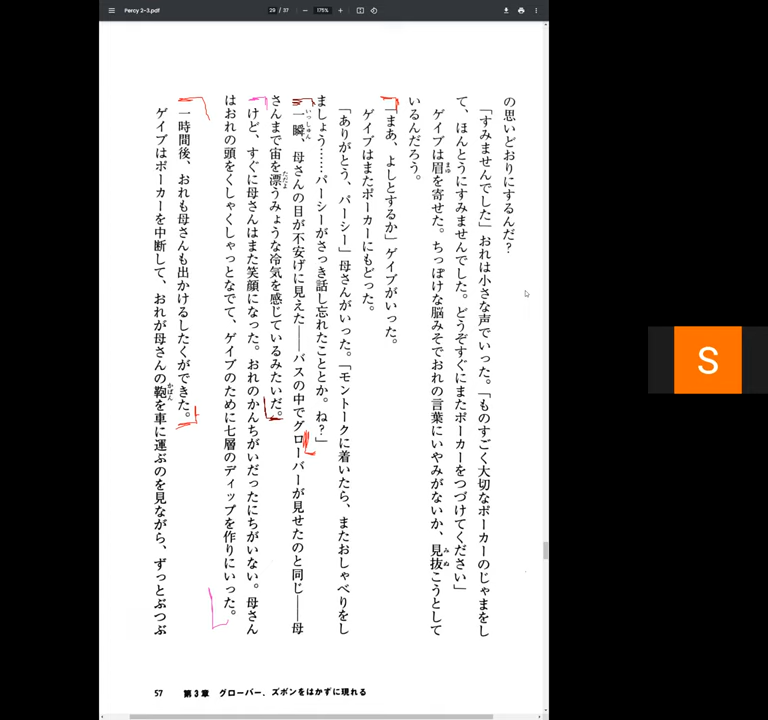 Percy 2-3.pdf
29 / 37
175%
の思いどおりにするんだ?
「すみませんでした」おれは小さな声でいった。「ものすごく大切なポーカーのじゃまをし
て、ほんとうにすみませんでした。どうぞすぐにまたポーカーをつづけてください」
ゲイブは眉を寄せた。ちっぽけな脳みそでおれの言葉にいやみがないか、見抜こうとして
いるんだろう。
「まあ、よしとするか」ゲイブがいった。
ゲイブはまたポーカーにもどった。
「ありがとう、パーシー」母さんがいった。「モントークに着いたら、またおしゃべりをし
ましょう……パーシーがさっき話し忘れたこととか。ね?」
一瞬、母さんの目が不安げに見えた――バスの中でグローバーが見せたのと同じ――母
さんまで宙を漂うみょうな冷気を感じているみたいだ。
けど、すぐに母さんはまた笑顔になった。おれのかんちがいだったにちがいない。母さん
はおれの頭をくしゃくしゃっとなでて、ゲイブのために七層のディップを作りにいった。
一時間後、おれも母さんも出かけるしたくができた。
ゲイブはポーカーを中断して、おれが母さんの鞄を車に運ぶのを見ながら、ずっとぶつぶ
57 第3章 グローバー、ズボンをはかずに現れる
S